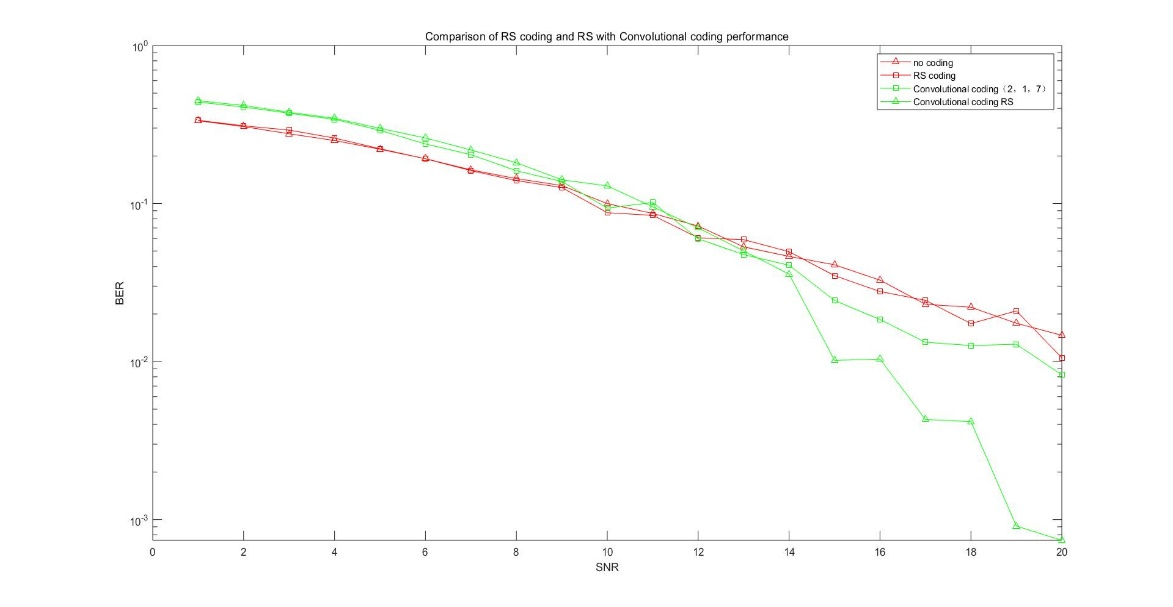 Comparison of RS coding and RS with Convolutional coding performance
no coding
RS coding
Convolutional coding（2，1，7）
Convolutional coding RS
10^0
10^-1
10^-2
10^-3
BER
0 2 4 6 8 10 12 14 16 18 20
SNR